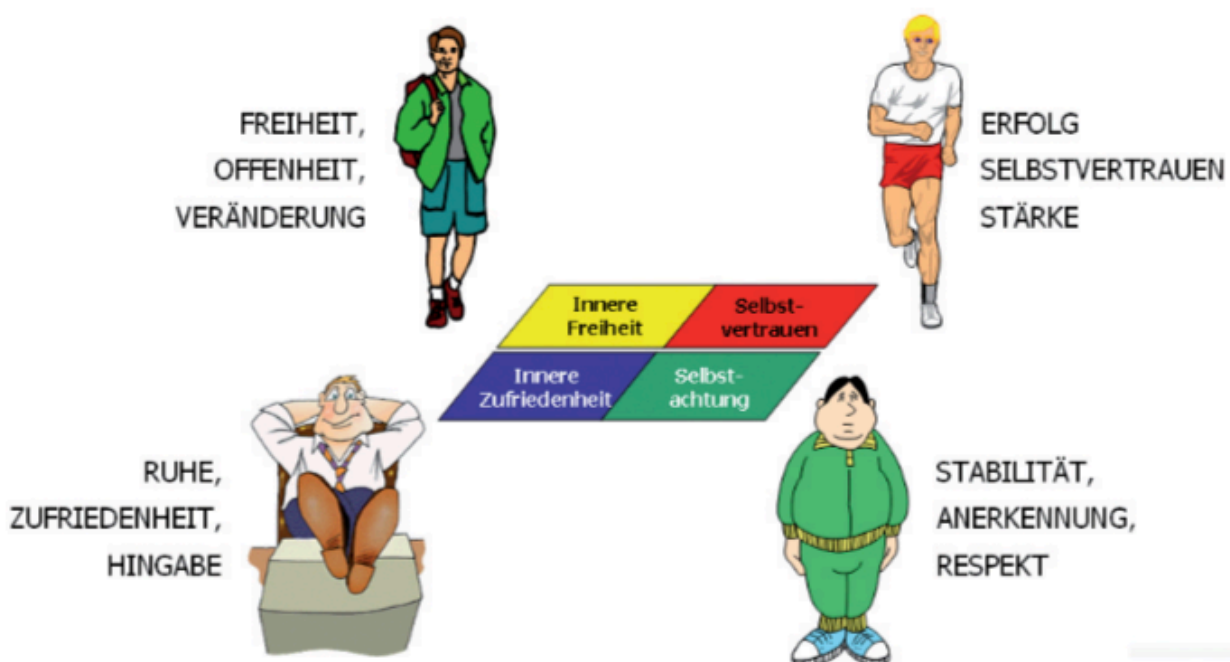 FREIHEIT,
OFFENHEIT,
VERÄNDERUNG
ERFOLG
SELBSTVERTRAUEN
STÄRKE
Innere
Freiheit
Selbst-
vertrauen
Innere
Zufriedenheit
Selbst-
achtung
RUHE,
ZUFRIEDENHEIT,
HINGABE
STABILITÄT,
ANERKENNUNG,
RESPEKT